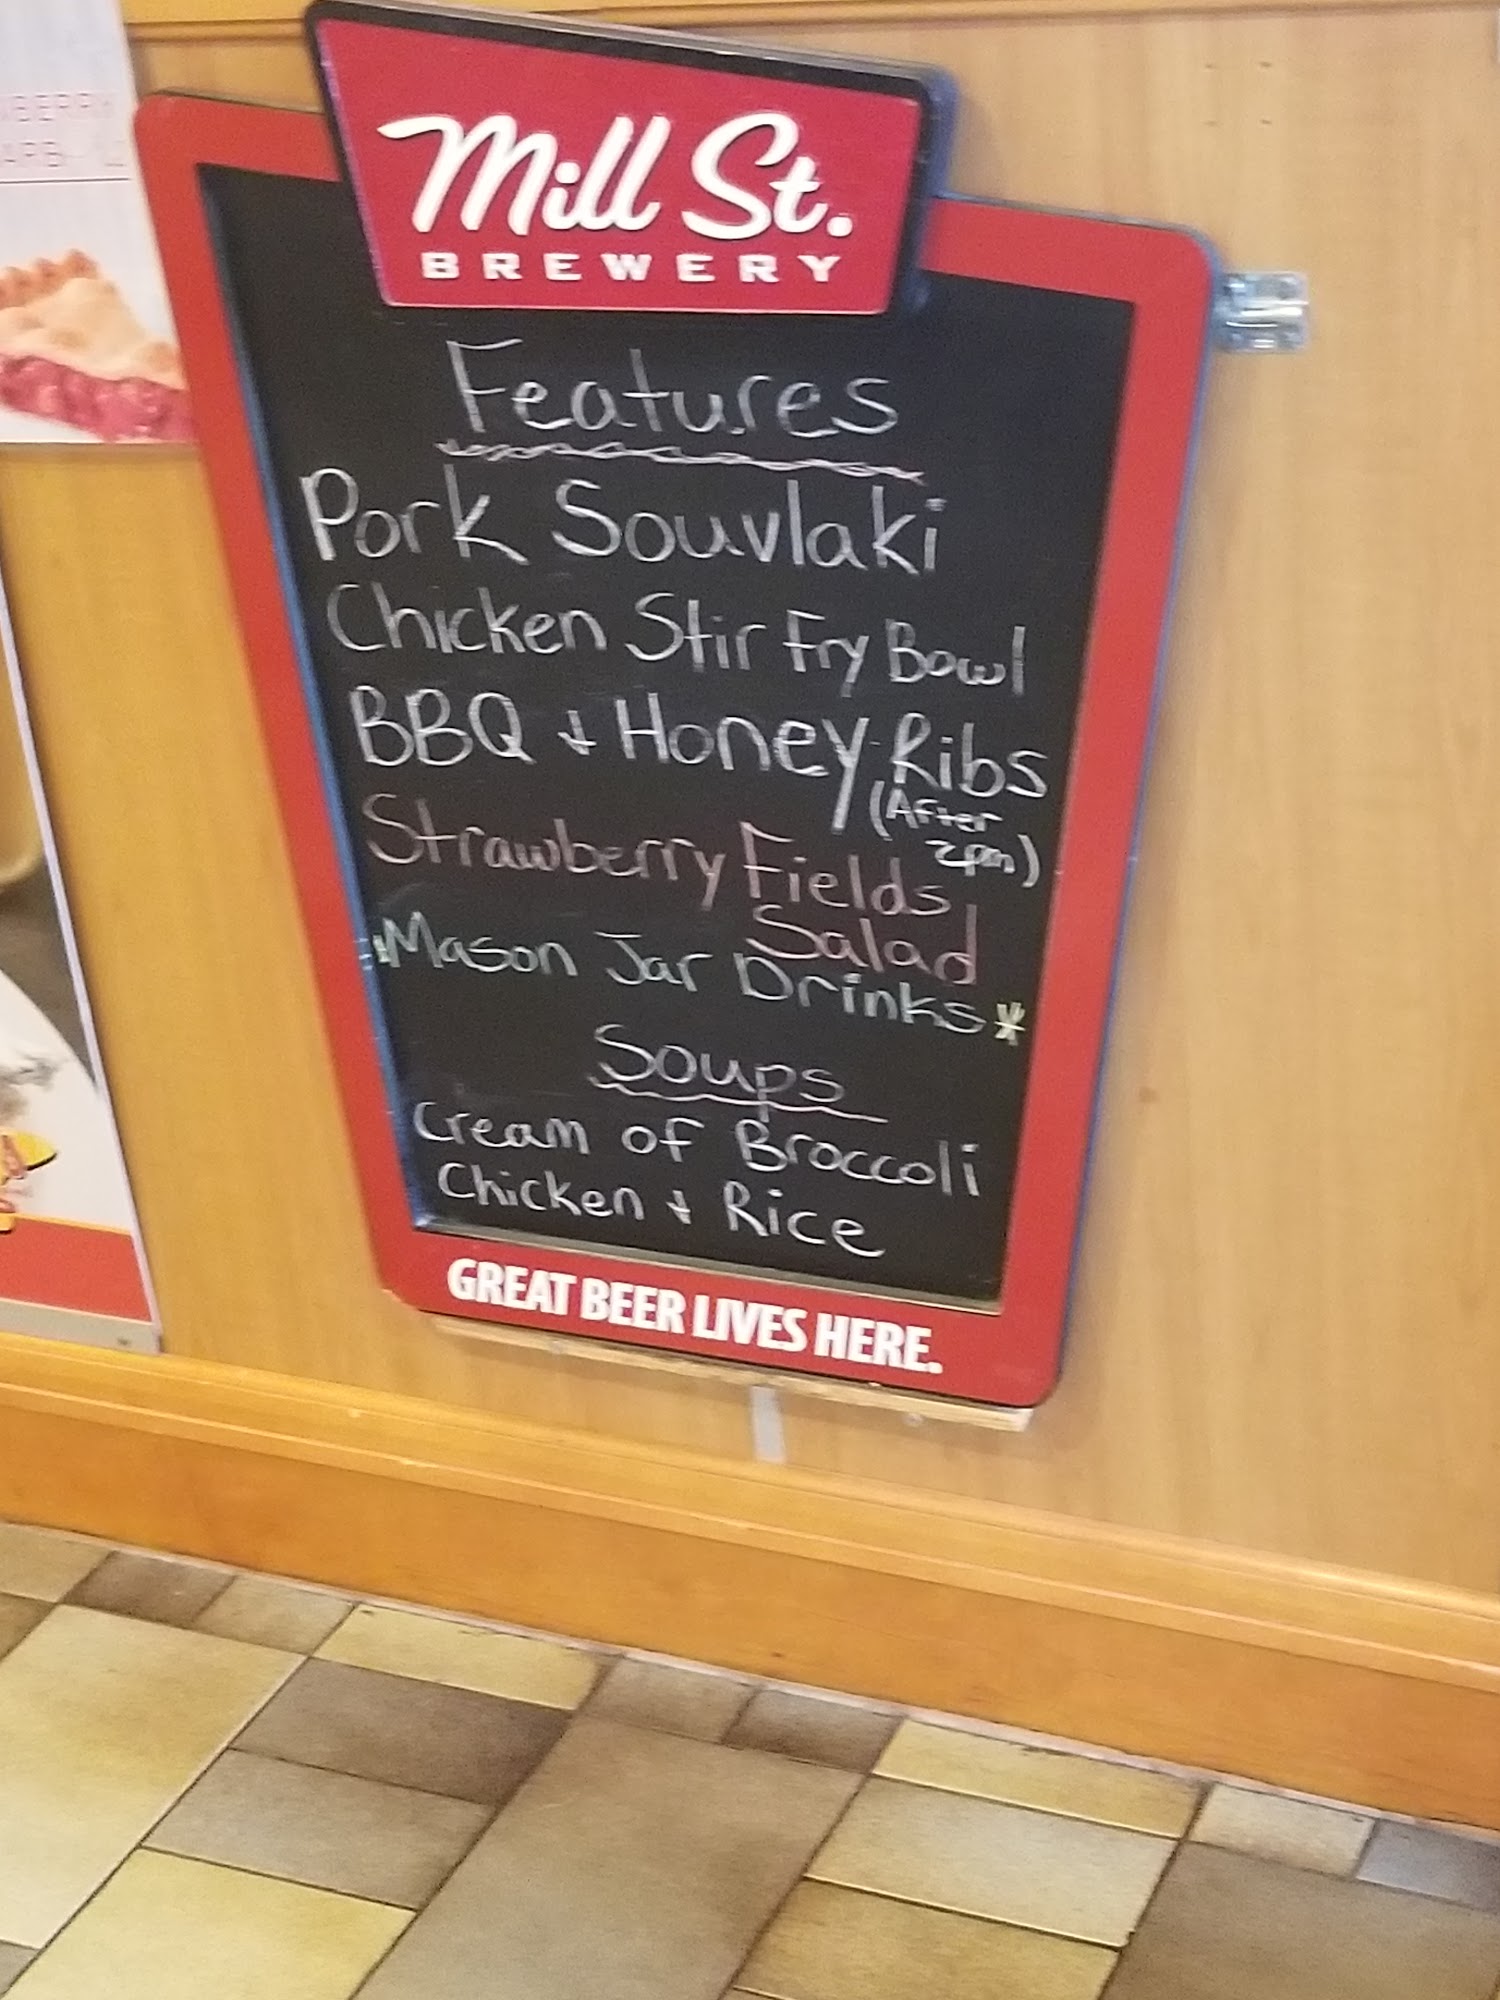 Mill St.
BREWERY
Features
Pork Souvlaki
Chicken Stir Fry Bowl
BBQ + Honey Ribs
(After
2pm)
Strawberry Fields
Salad
Mason Jar Drinks*
Soups
Cream of Broccoli
Chicken + Rice
GREAT BEER LIVES HERE.